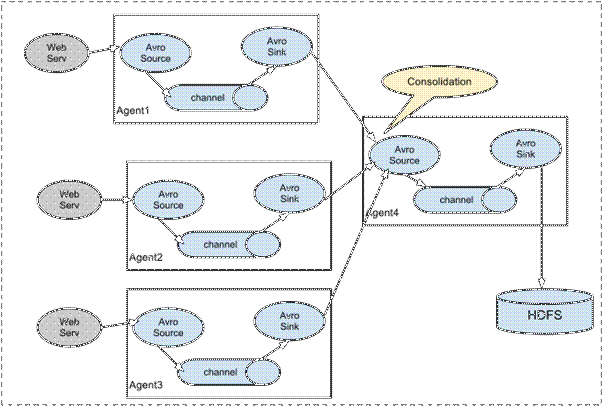 Web
Serv
Avro
Source
Avro
Sink
channel
Agent1
Consolidation
Web
Serv
Avro
Source
Avro
Sink
channel
Agent2
Avro
Source
Avro
Sink
channel
Agent4
Web
Serv
Avro
Source
Avro
Sink
channel
Agent3
HDFS